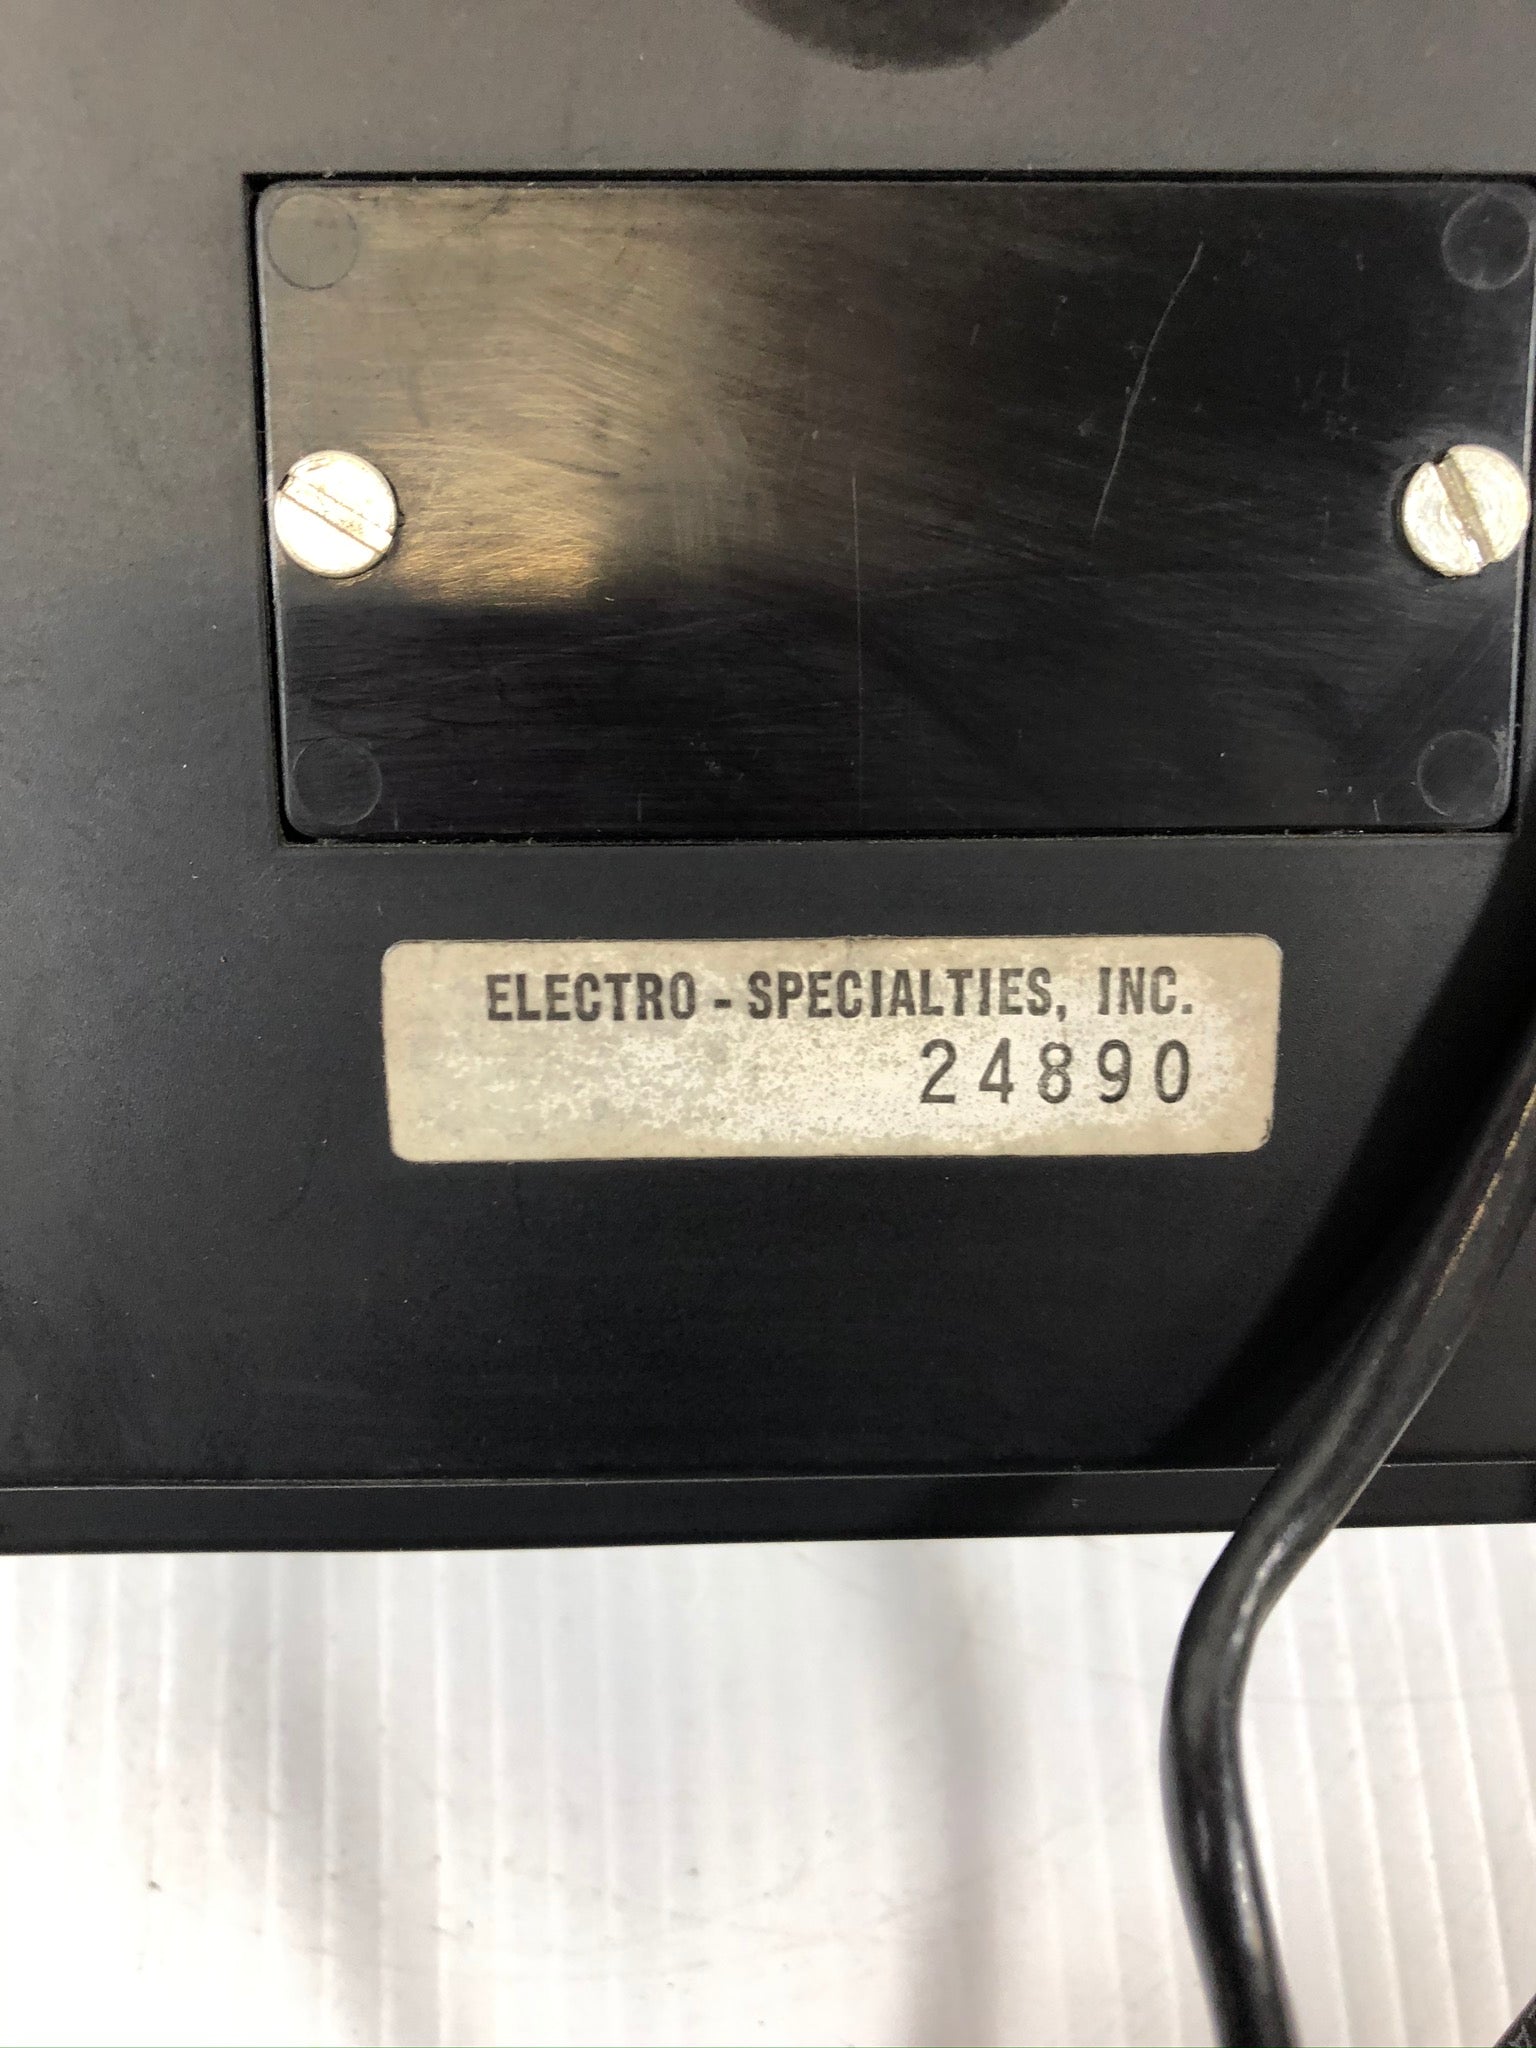 ELECTRO - SPECIALTIES, INC.
24890